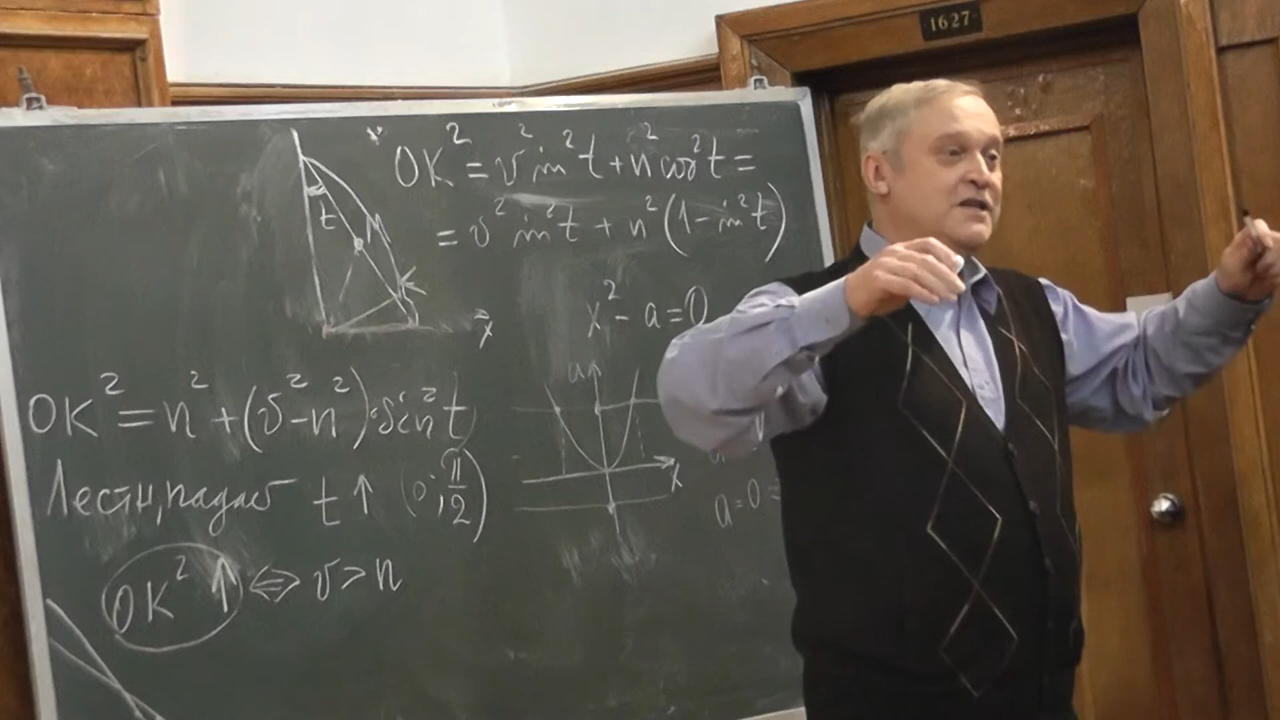 1627
OK² = v² sin² t + n² cos² t =
= v² sin² t + n² (1 - sin² t)
t
x
x² - a = 0
OK² = n² + (v² - n²) · sin² t
a
x
Лестн, падает t ↑ (0; π/2)
a = 0
OK² ↑ ⇔ v > n